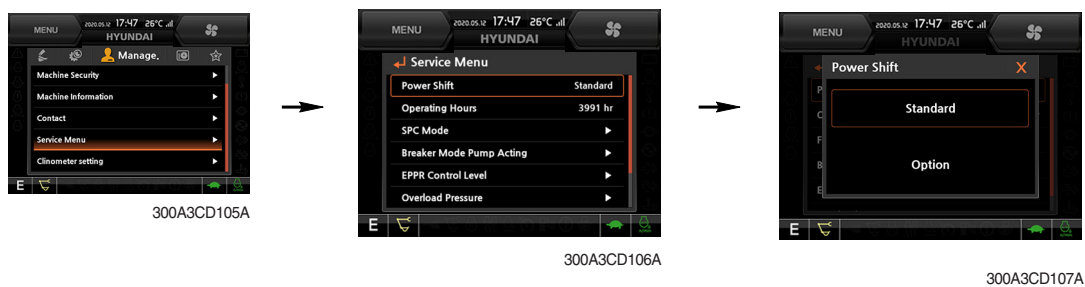 MENU
2020.05.12 17:47 26°C
HYUNDAI
Manage.
Machine Security
Machine Information
Contact
Service Menu
Clinometer setting
E
300A3CD105A
MENU
2020.05.12 17:47 26°C
HYUNDAI
Service Menu
Power Shift Standard
Operating Hours 3991 hr
SPC Mode
Breaker Mode Pump Acting
EPPR Control Level
Overload Pressure
E
300A3CD106A
MENU
2020.05.12 17:47 26°C
HYUNDAI
Power Shift X
Standard
Option
E
300A3CD107A